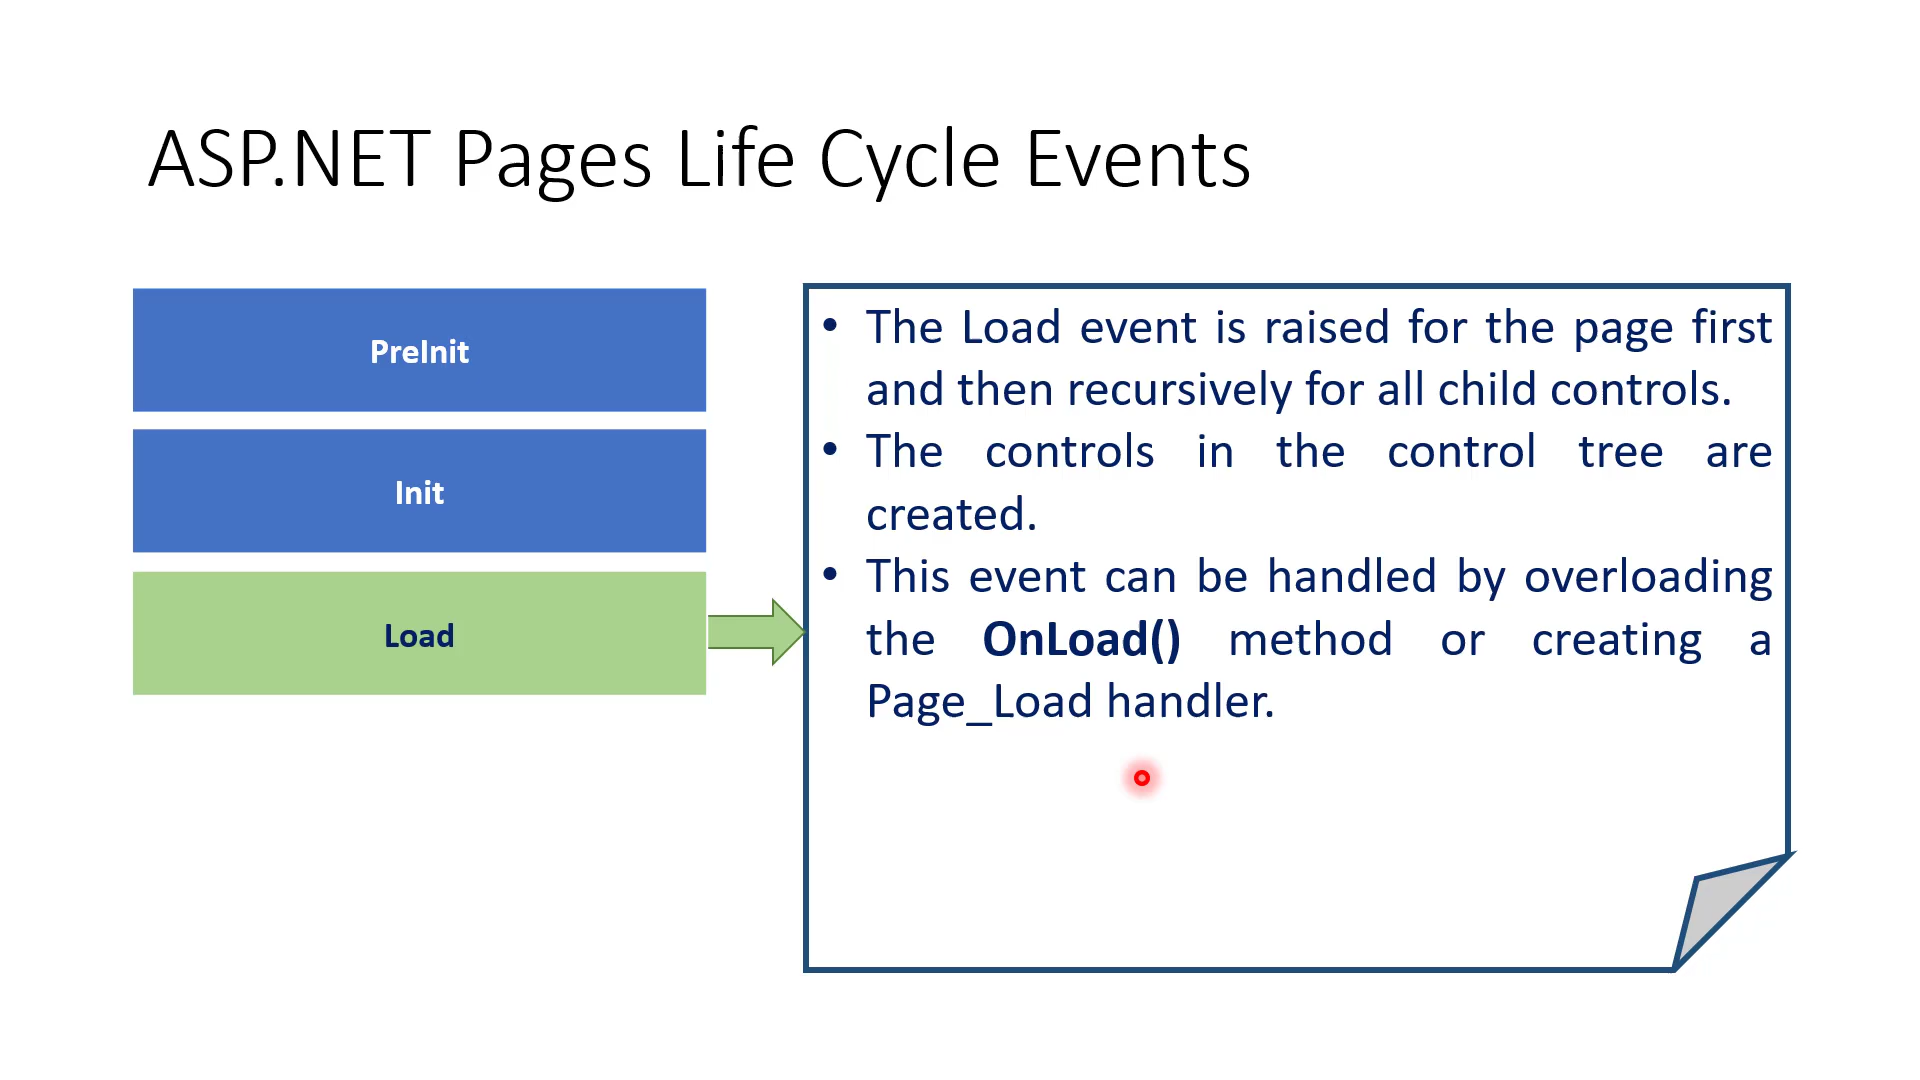 ASP.NET Pages Life Cycle Events
PreInit
Init
Load
• The Load event is raised for the page first
and then recursively for all child controls.
• The controls in the control tree are
created.
• This event can be handled by overloading
the OnLoad() method or creating a
Page_Load handler.